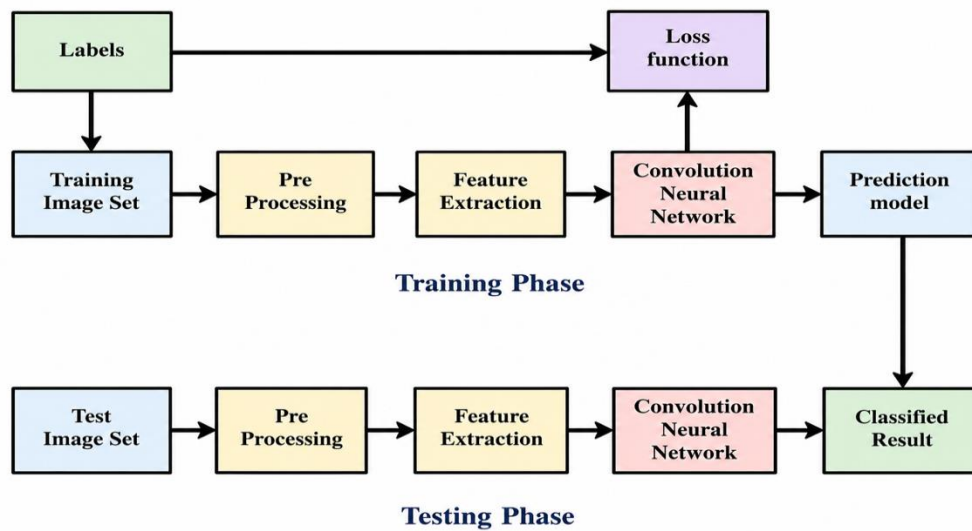 Labels
Loss
function
Training
Image Set
Pre
Processing
Feature
Extraction
Convolution
Neural
Network
Prediction
model
Training Phase
Test
Image Set
Pre
Processing
Feature
Extraction
Convolution
Neural
Network
Classified
Result
Testing Phase